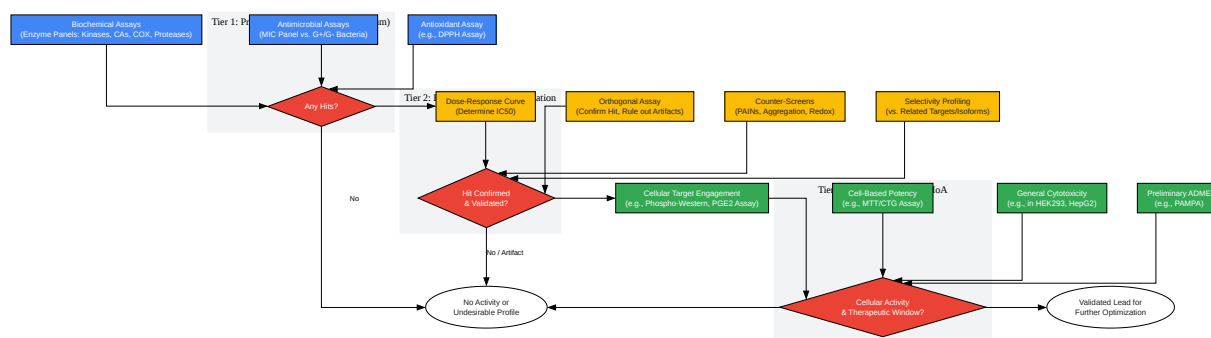 Biochemical Assays
(Enzyme Panels: Kinases, CAs, COX, Proteases)
Tier 1:
Antimicrobial Assays
(MIC Panel vs. G+/G- Bacteria)
Antioxidant Assay
(e.g., DPPH Assay)
Any Hits?
Tier 2:
Dose-Response Curve
(Determine IC50)
Orthogonal Assay
(Confirm Hit, Rule out Artifacts)
Counter-Screens
(PAINs, Aggregation, Redox)
Selectivity Profiling
(vs. Related Targets/Isoforms)
No
Hit Confirmed
& Validated?
Cellular Target Engagement
(e.g., Phospho-Western, PGE2 Assay)
Cell-Based Potency
(e.g., MTT/CTG Assay)
General Cytotoxicity
(e.g., in HEK293, HepG2)
Preliminary ADME
(e.g., PAMPA)
No / Artifact
No Activity or
Undesirable Profile
Cellular Activity
& Therapeutic Window?
Validated Lead for
Further Optimization